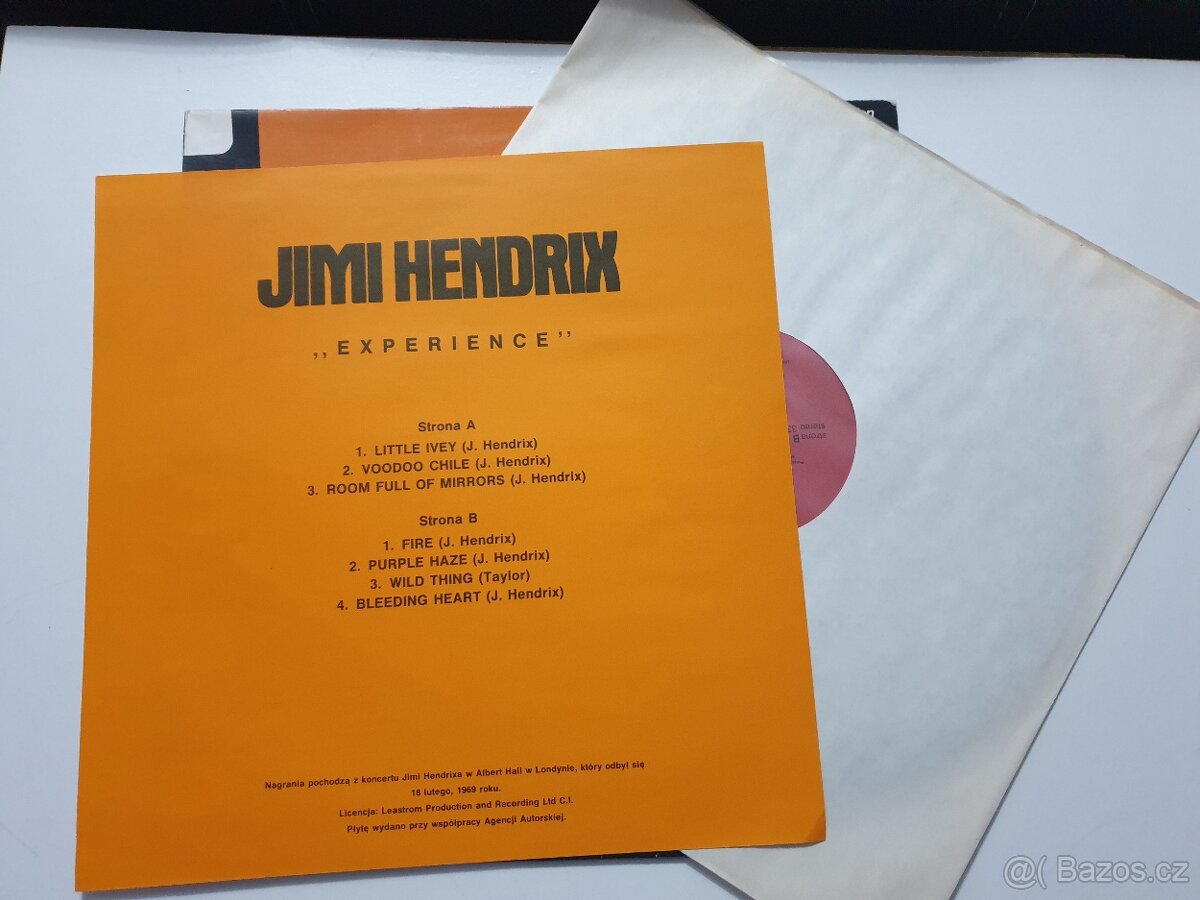 JIMI HENDRIX
,,EXPERIENCE''
Strona A
1. LITTLE IVEY (J. Hendrix)
2. VOODOO CHILE (J. Hendrix)
3. ROOM FULL OF MIRRORS (J. Hendrix)
Strona B
1. FIRE (J. Hendrix)
2. PURPLE HAZE (J. Hendrix)
3. WILD THING (Taylor)
4. BLEEDING HEART (J. Hendrix)
Nagrania pochodzą z koncertu Jimi Hendrixa w Albert Hall w Londynie, który odbył się
18 lutego, 1969 roku.
Licencja: Leastrom Production and Recording Ltd C.I.
Płytę wydano przy współpracy Agencji Autorskiej.
strona B
stereo 33
@( Bazos.cz